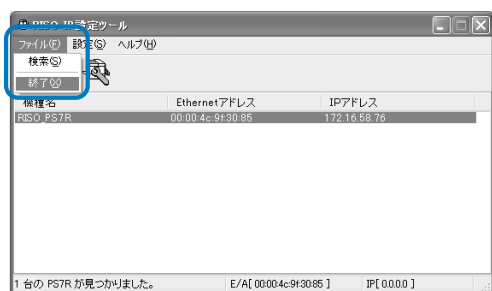 RISO IP設定ツール
ファイル(F) 設定(S) ヘルプ(H)
検索(S)
終了(X)
機種名 Ethernetアドレス IPアドレス
RISO_PS7R 00:00:4c:9f:30:85 172.16.58.76
1 台の PS7R が見つかりました。 E/A[ 00:00:4c:9f:30:85 ] IP[ 0.0.0.0 ]